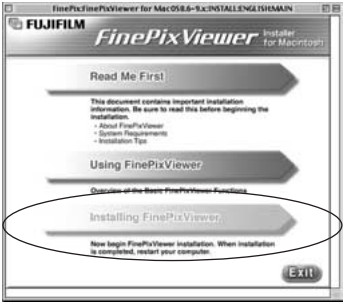 FinePix:FinePixViewer for MacOS8.6-9.x:INSTALL:ENGLISH:MAIN
FUJIFILM
FinePixViewer Installer for Macintosh
Read Me First
This document contains important installation
information. Be sure to read this before beginning the
installation.
- About FinePixViewer
- System Requirements
- Installation Tips
Using FinePixViewer
Overview of the Basic FinePixViewer Functions
Installing FinePixViewer
Now begin FinePixViewer installation. When installation
is completed, restart your computer.
Exit